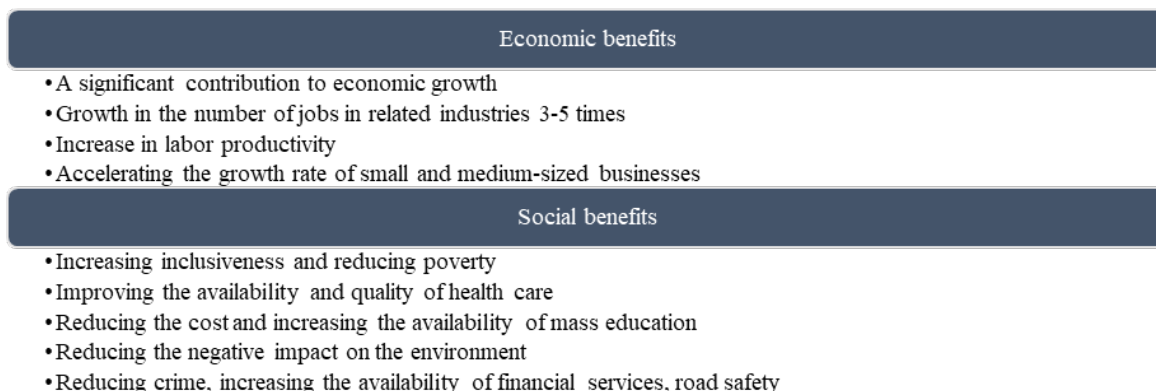 Economic benefits
•A significant contribution to economic growth
•Growth in the number of jobs in related industries 3-5 times
•Increase in labor productivity
•Accelerating the growth rate of small and medium-sized businesses
Social benefits
•Increasing inclusiveness and reducing poverty
•Improving the availability and quality of health care
•Reducing the cost and increasing the availability of mass education
•Reducing the negative impact on the environment
•Reducing crime, increasing the availability of financial services, road safety